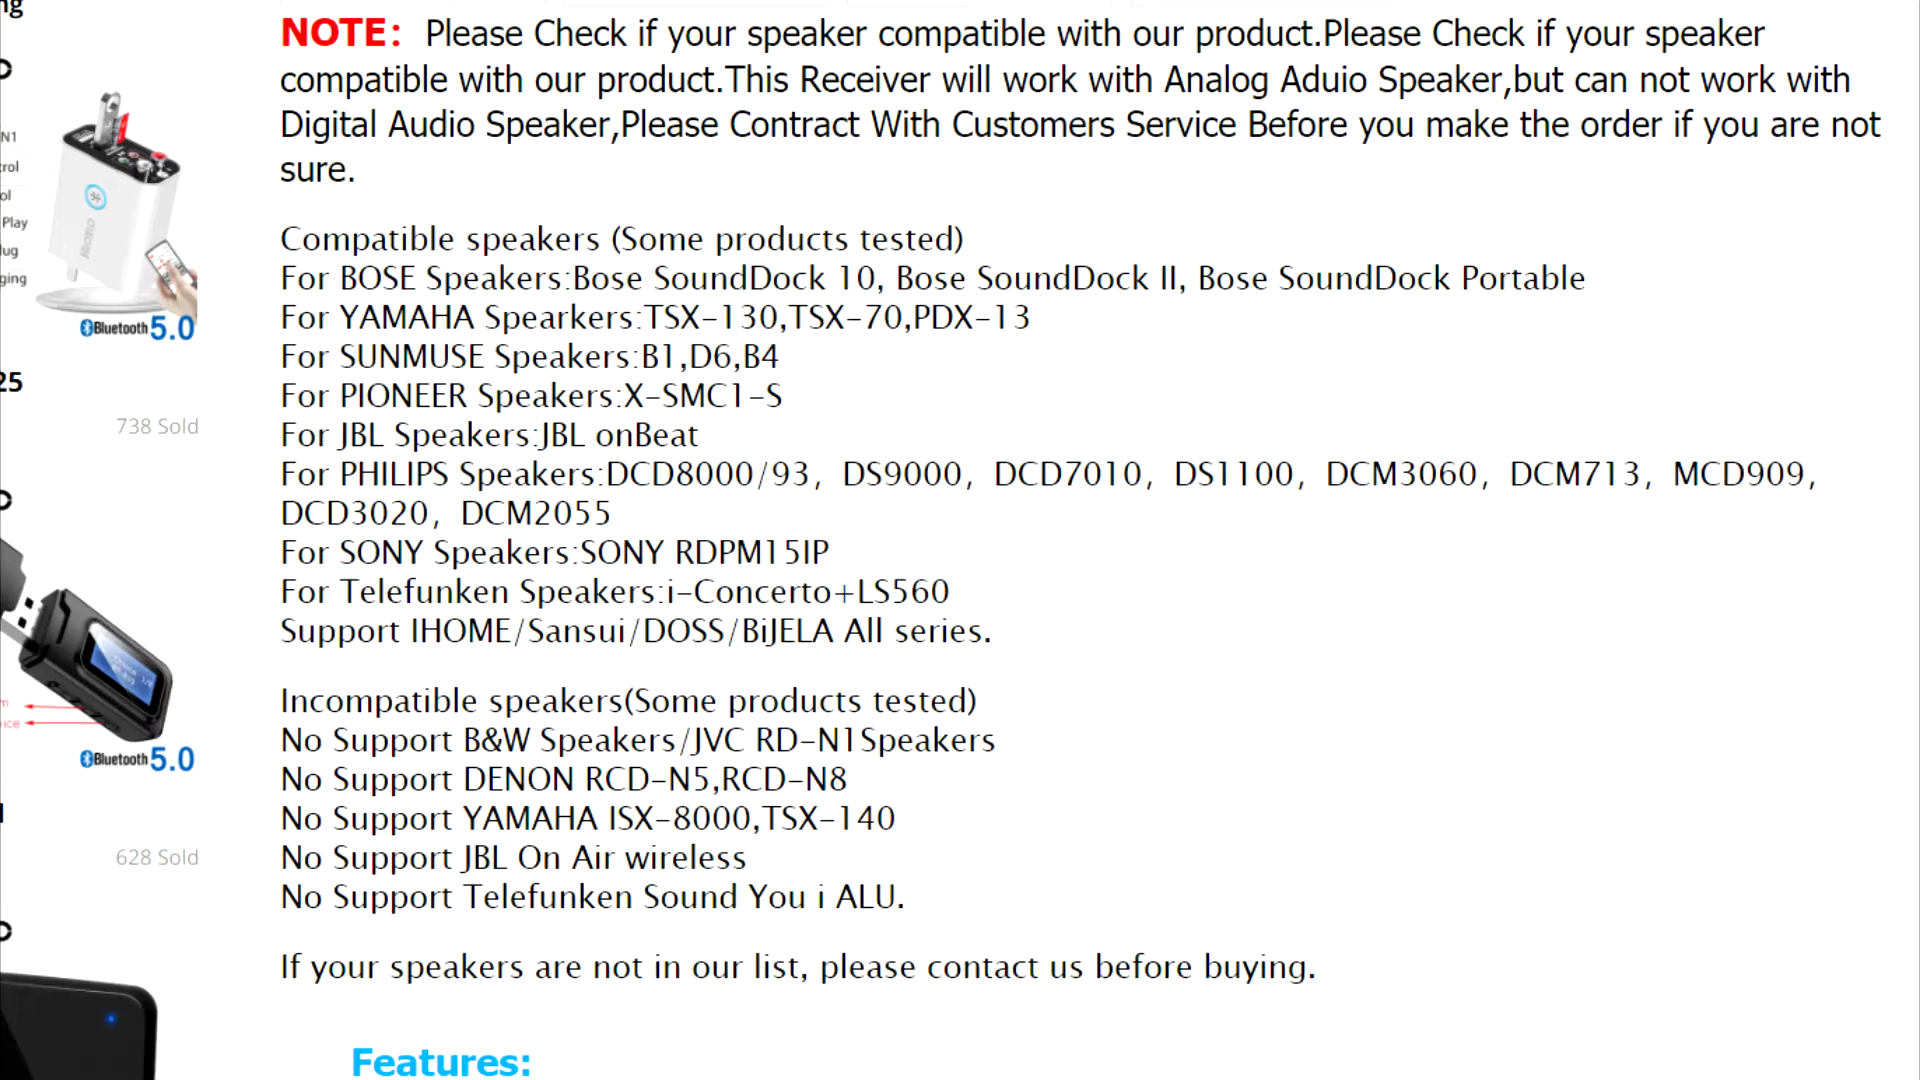 ng
NOTE: Please Check if your speaker compatible with our product.Please Check if your speaker
compatible with our product.This Receiver will work with Analog Aduio Speaker,but can not work with
Digital Audio Speaker,Please Contract With Customers Service Before you make the order if you are not
sure.
N1
trol
ol
Play
lug
ging
Bluetooth 5.0
25
738 Sold
Compatible speakers (Some products tested)
For BOSE Speakers:Bose SoundDock 10, Bose SoundDock II, Bose SoundDock Portable
For YAMAHA Spearkers:TSX-130,TSX-70,PDX-13
For SUNMUSE Speakers:B1,D6,B4
For PIONEER Speakers:X-SMC1-S
For JBL Speakers:JBL onBeat
For PHILIPS Speakers:DCD8000/93, DS9000, DCD7010, DS1100, DCM3060, DCM713, MCD909,
DCD3020, DCM2055
For SONY Speakers:SONY RDPM15IP
For Telefunken Speakers:i-Concerto+LS560
Support IHOME/Sansui/DOSS/BiJELA All series.
m
ice
Bluetooth 5.0
628 Sold
Incompatible speakers(Some products tested)
No Support B&W Speakers/JVC RD-N1Speakers
No Support DENON RCD-N5,RCD-N8
No Support YAMAHA ISX-8000,TSX-140
No Support JBL On Air wireless
No Support Telefunken Sound You i ALU.
If your speakers are not in our list, please contact us before buying.
Features: